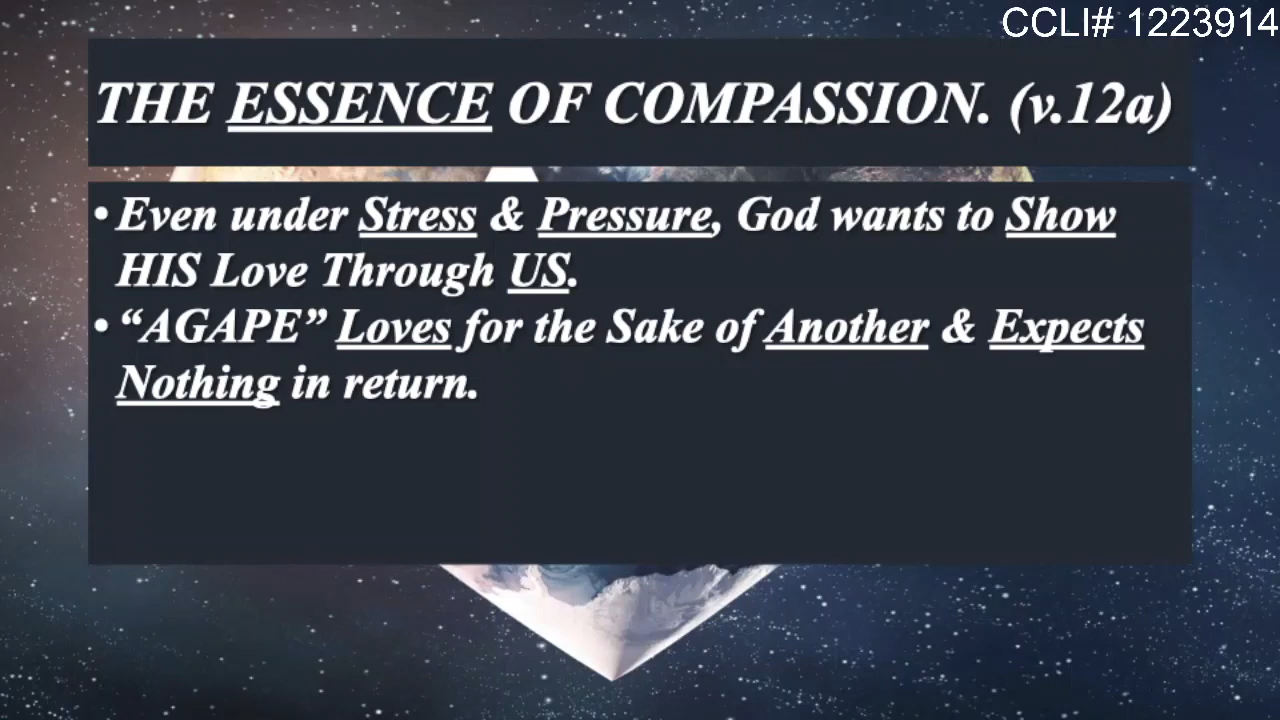 CCLI# 1223914
THE ESSENCE OF COMPASSION. (v.12a)
• Even under Stress & Pressure, God wants to Show
HIS Love Through US.
• “AGAPE” Loves for the Sake of Another & Expects
Nothing in return.